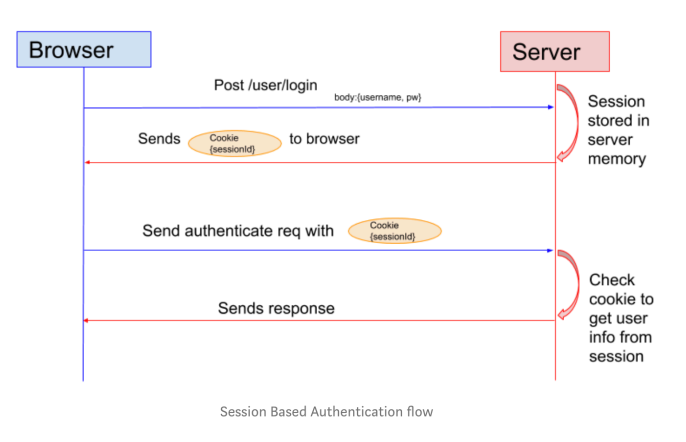 Browser
Server
Post /user/login
body:{username, pw}
Session
stored in
server
memory
Sends
Cookie
{sessionId}
to browser
Send authenticate req with
Cookie
{sessionId}
Check
cookie to
get user
info from
session
Sends response
Session Based Authentication flow